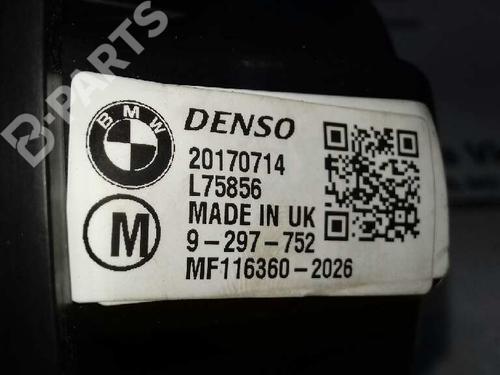 BMW
DENSO
20170714
L75856
MADE IN UK
M
9-297-752
MF116360-2026
B-PARTS